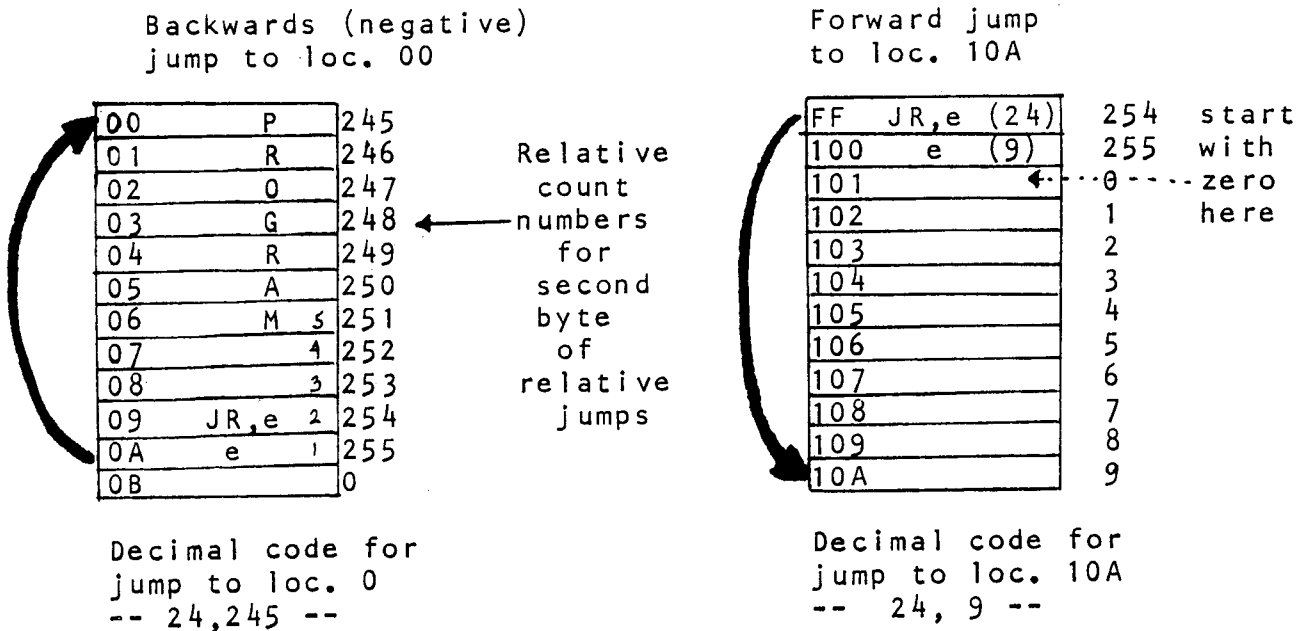 Backwards (negative)
jump to loc. 00
00 P 245
01 R 246
02 O 247
03 G 248
04 R 249
05 A 250
06 M 5 251
07 4 252
08 3 253
09 JR,e 2 254
0A e 1 255
0B 0
Relative
count
numbers
for
second
byte
of
relative
jumps
Decimal code for
jump to loc. 0
-- 24,245 --
Forward jump
to loc. 10A
FF JR,e (24) 254
100 e (9) 255
101 0
102 1
103 2
104 3
105 4
106 5
107 6
108 7
109 8
10A 9
start
with
zero
here
Decimal code for
jump to loc. 10A
-- 24, 9 --